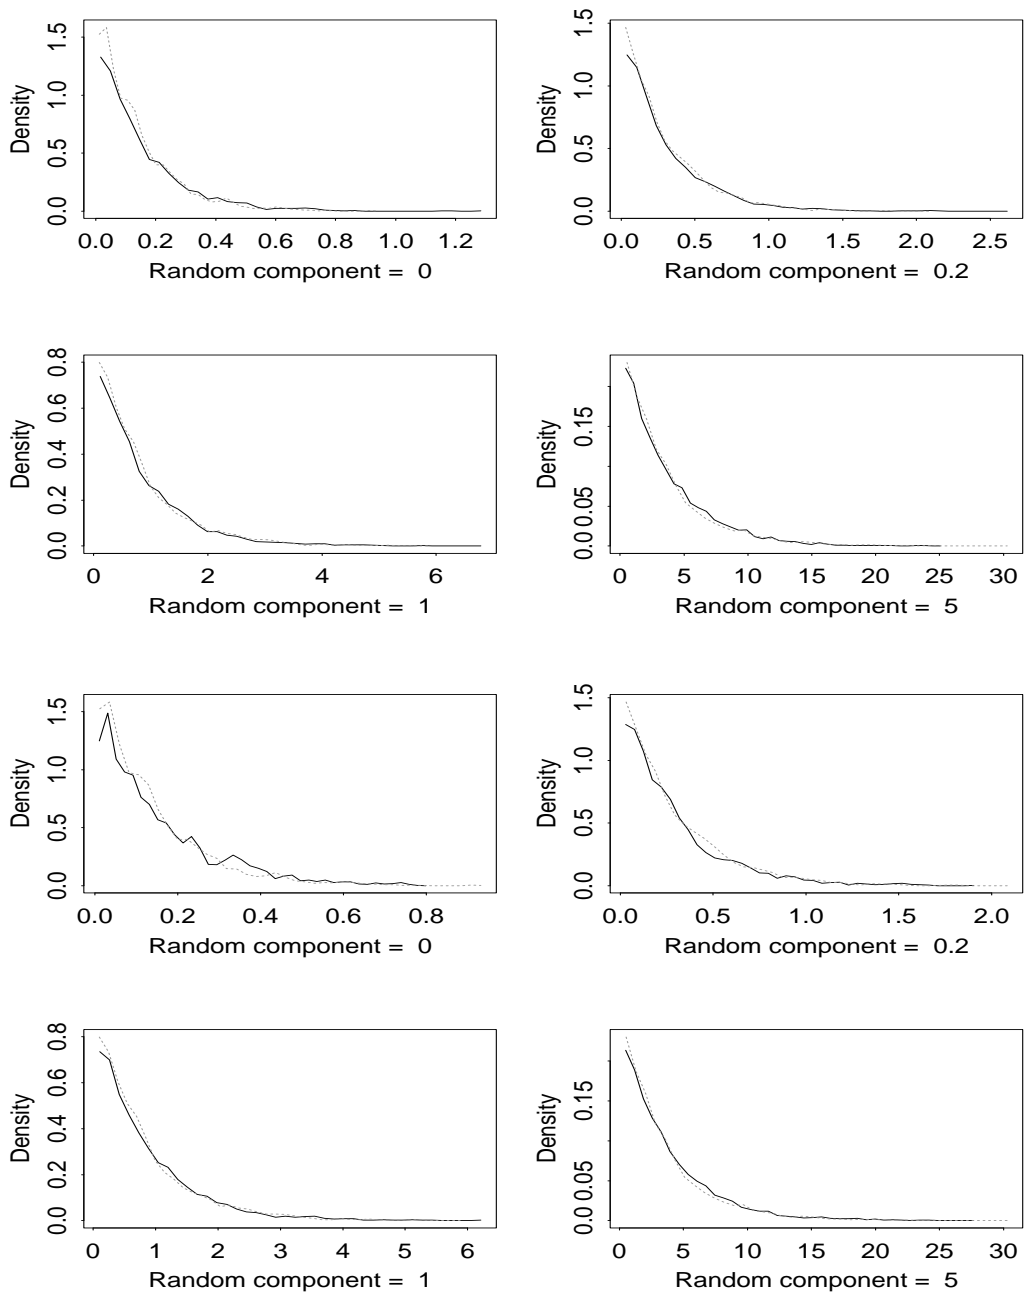 Density
0.0 0.5 1.0 1.5
0.0 0.2 0.4 0.6 0.8 1.0 1.2
Random component = 0
Density
0.0 0.5 1.0 1.5
0.0 0.5 1.0 1.5 2.0 2.5
Random component = 0.2
Density
0.0 0.2 0.4 0.6 0.8
0 2 4 6
Random component = 1
Density
0.0 0.05 0.15
0 5 10 15 20 25 30
Random component = 5
Density
0.0 0.5 1.0 1.5
0.0 0.2 0.4 0.6 0.8
Random component = 0
Density
0.0 0.5 1.0 1.5
0.0 0.5 1.0 1.5 2.0
Random component = 0.2
Density
0.0 0.2 0.4 0.6 0.8
0 1 2 3 4 5 6
Random component = 1
Density
0.0 0.05 0.15
0 5 10 15 20 25 30
Random component = 5